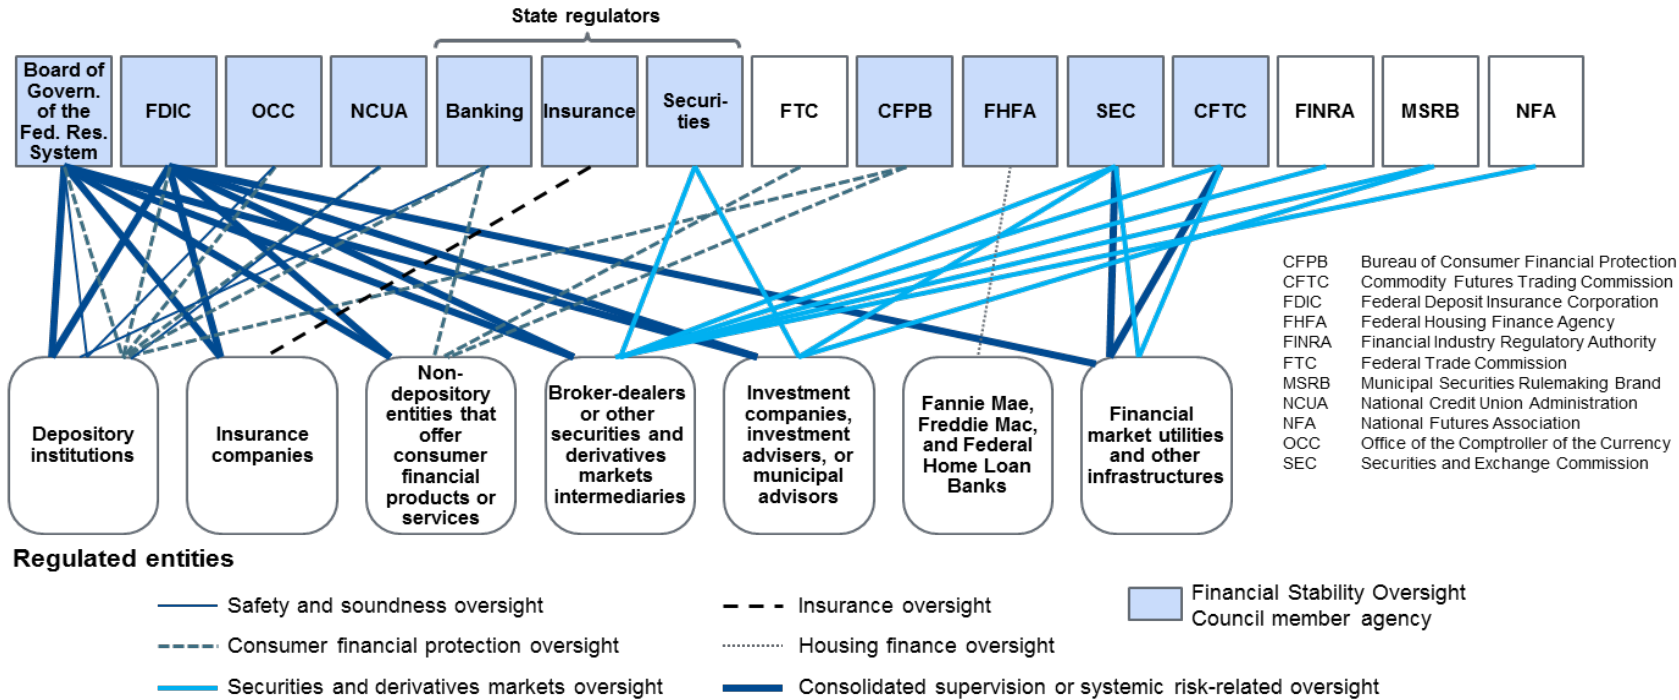 State regulators
Board of
Govern.
of the
Fed. Res.
System
FDIC
OCC
NCUA
Banking
Insurance
Securi-
ties
FTC
CFPB
FHFA
SEC
CFTC
FINRA
MSRB
NFA
CFPB Bureau of Consumer Financial Protection
CFTC Commodity Futures Trading Commission
FDIC Federal Deposit Insurance Corporation
FHFA Federal Housing Finance Agency
FINRA Financial Industry Regulatory Authority
FTC Federal Trade Commission
MSRB Municipal Securities Rulemaking Brand
NCUA National Credit Union Administration
NFA National Futures Association
OCC Office of the Comptroller of the Currency
SEC Securities and Exchange Commission
Depository
institutions
Insurance
companies
Non-
depository
entities that
offer
consumer
financial
products or
services
Broker-dealers
or other
securities and
derivatives
markets
intermediaries
Investment
companies,
investment
advisers, or
municipal
advisors
Fannie Mae,
Freddie Mac,
and Federal
Home Loan
Banks
Financial
market utilities
and other
infrastructures
Regulated entities
Safety and soundness oversight
Consumer financial protection oversight
Securities and derivatives markets oversight
Insurance oversight
Housing finance oversight
Consolidated supervision or systemic risk-related oversight
Financial Stability Oversight
Council member agency